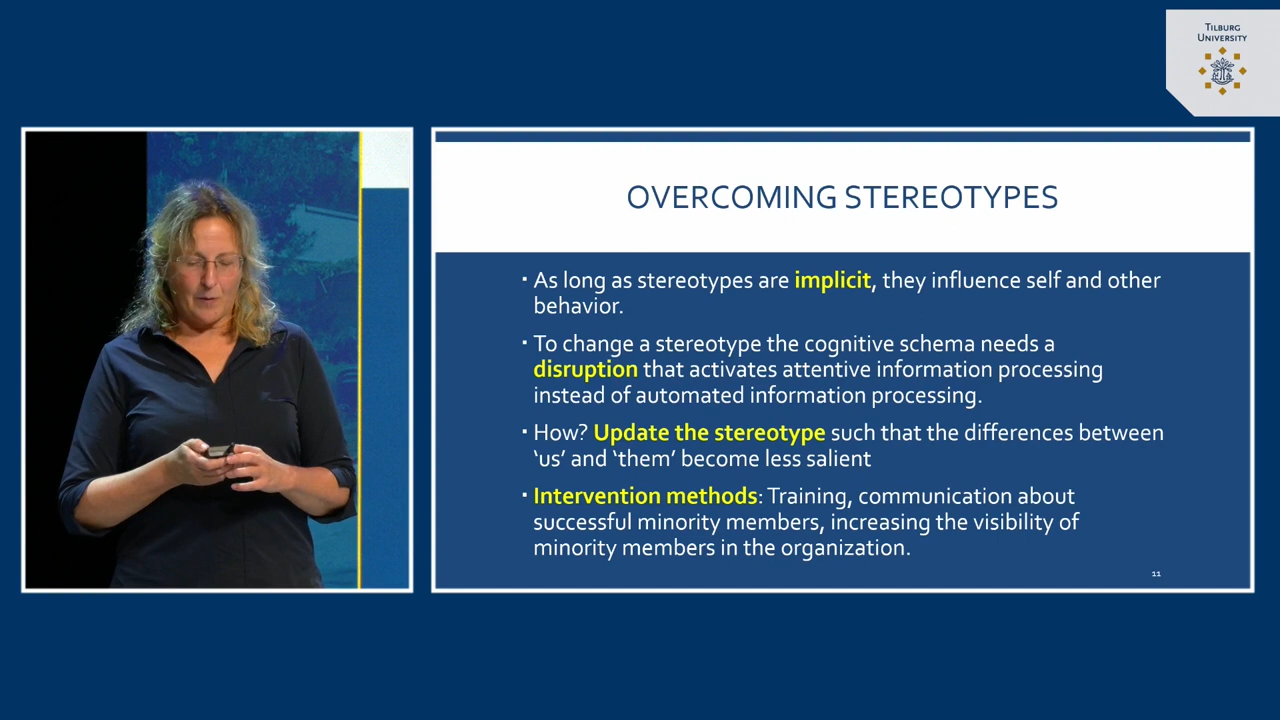 TILBURG
UNIVERSITY
OVERCOMING STEREOTYPES
▪ As long as stereotypes are implicit, they influence self and other
behavior.
▪ To change a stereotype the cognitive schema needs a
disruption that activates attentive information processing
instead of automated information processing.
▪ How? Update the stereotype such that the differences between
‘us’ and ‘them’ become less salient
▪ Intervention methods: Training, communication about
successful minority members, increasing the visibility of
minority members in the organization.
11